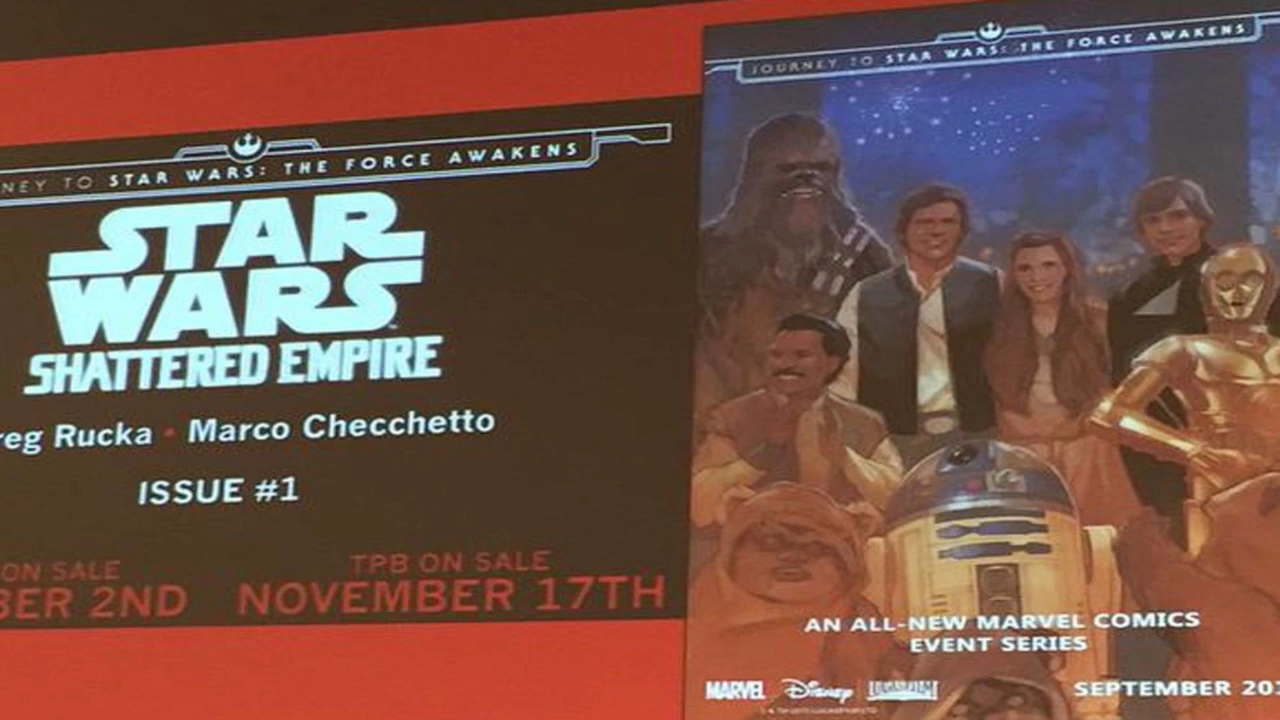 NEY TO STAR WARS: THE FORCE AWAKENS
STAR
WARS
SHATTERED EMPIRE
reg Rucka • Marco Checchetto
ISSUE #1
ON SALE
BER 2ND
TPB ON SALE
NOVEMBER 17TH
JOURNEY TO STAR WARS: THE FORCE AWAKENS
AN ALL-NEW MARVEL COMICS
EVENT SERIES
MARVEL Disney LUCASFILM
SEPTEMBER 201